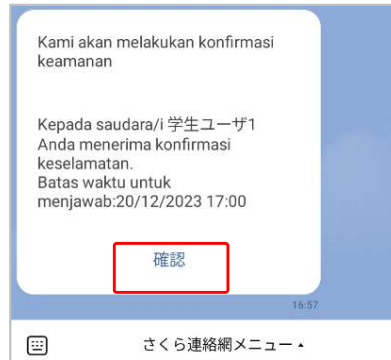 Kami akan melakukan konfirmasi
keamanan
Kepada saudara/i 学生ユーザ1
Anda menerima konfirmasi
keselamatan.
Batas waktu untuk
menjawab:20/12/2023 17:00
確認
16:57
さくら連絡網メニュー